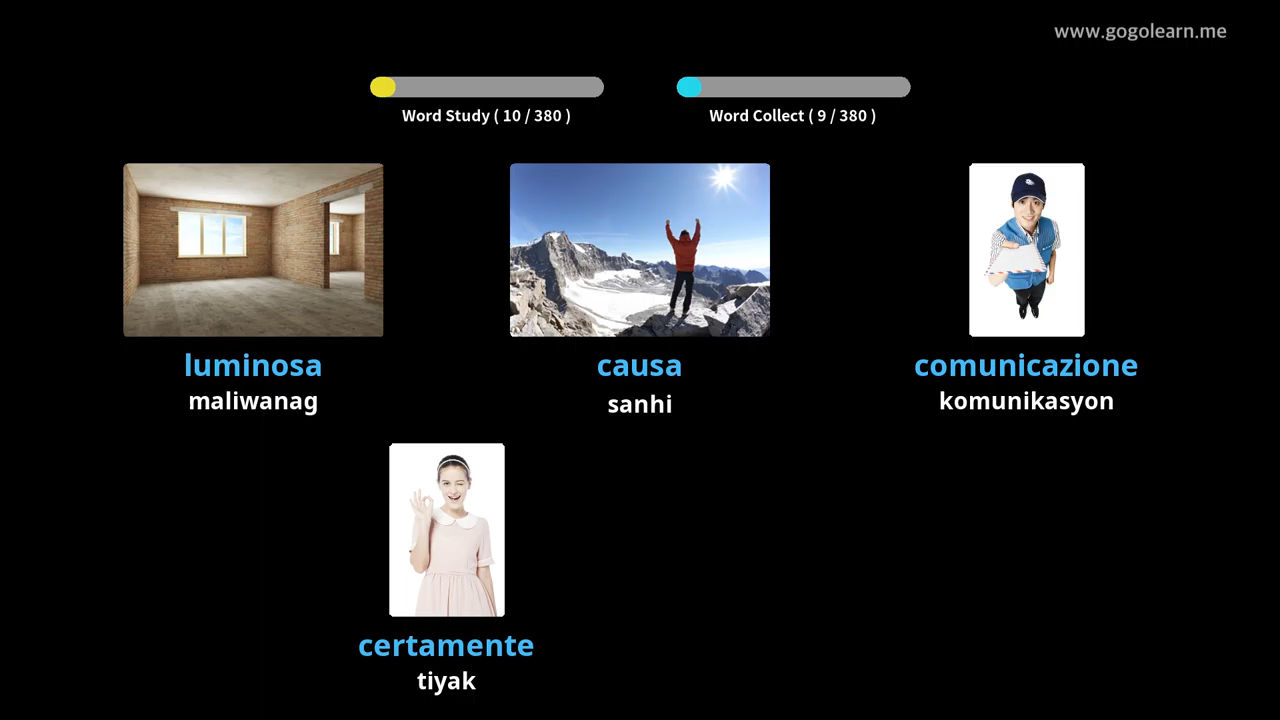 www.gogolearn.me
Word Study ( 10 / 380 )
Word Collect ( 9 / 380 )
luminosa
maliwanag
causa
sanhi
comunicazione
komunikasyon
certamente
tiyak